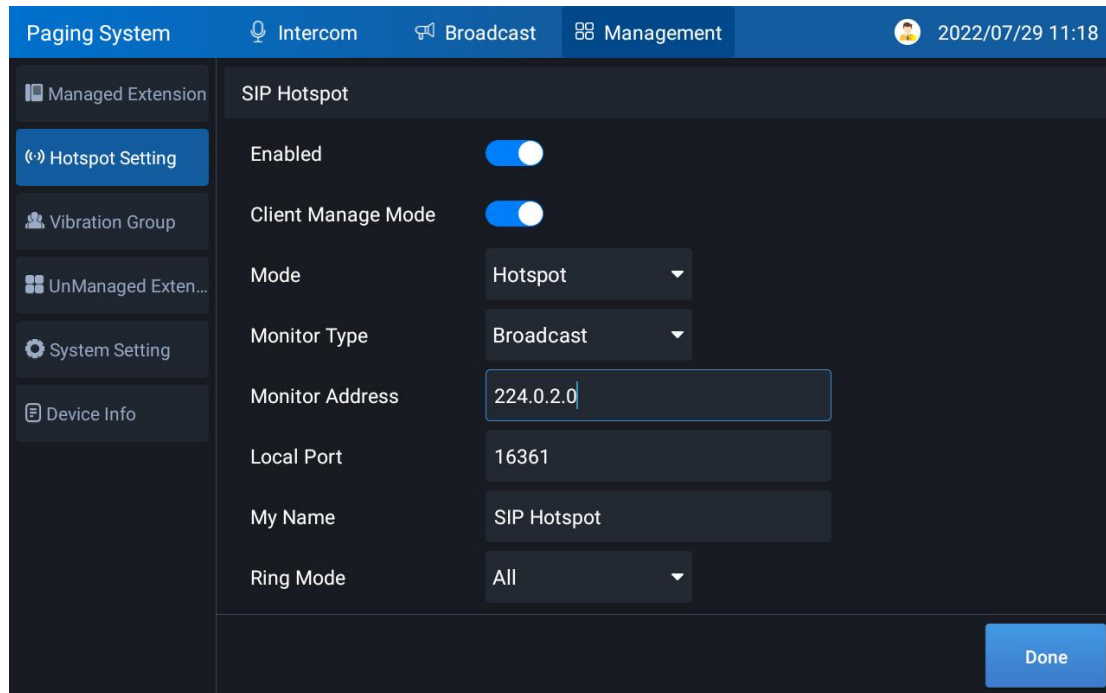 Paging System
Intercom
Broadcast
Management
2022/07/29 11:18
Managed Extension
Hotspot Setting
Vibration Group
UnManaged Exten...
System Setting
Device Info
SIP Hotspot
Enabled
Client Manage Mode
Mode
Hotspot
Monitor Type
Broadcast
Monitor Address
224.0.2.0
Local Port
16361
My Name
SIP Hotspot
Ring Mode
All
Done